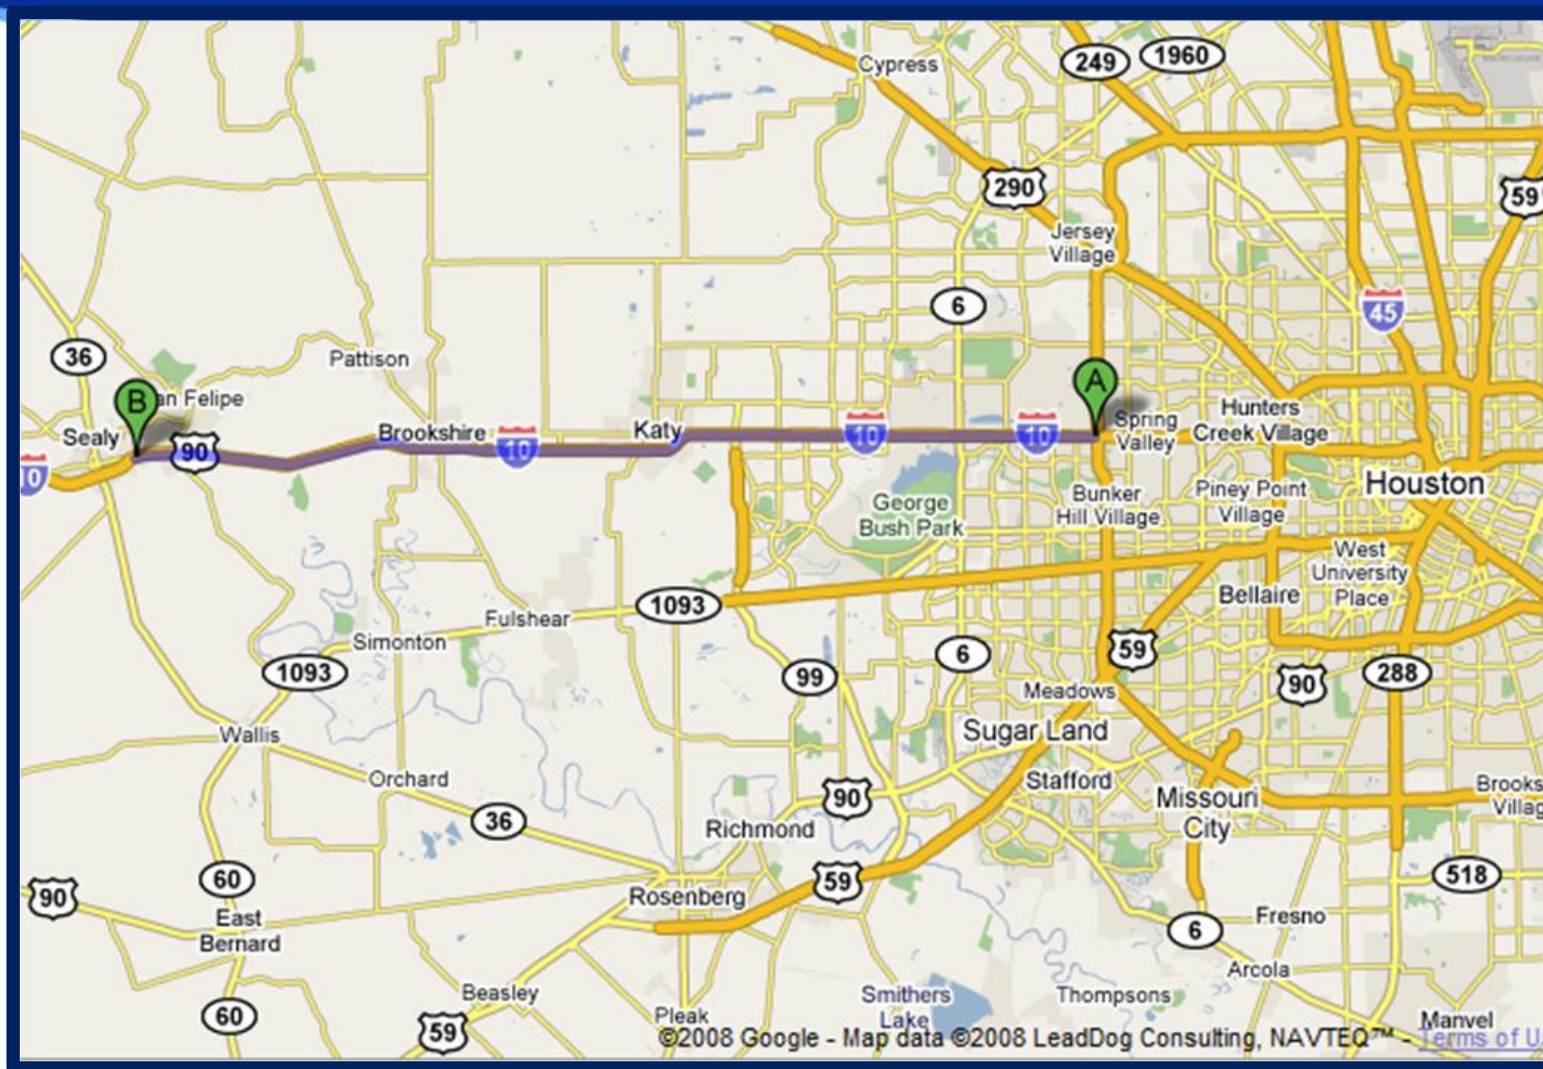 Cypress
249
1960
290
59
Jersey
Village
6
45
36
Pattison
B
an Felipe
A
Sealy
90
Brookshire
10
Katy
10
10
Spring
Valley
Hunters
Creek Village
10
Houston
George
Bush Park
Bunker
Hill Village
Piney Point
Village
West
University
Place
Bellaire
1093
Fulshear
Simonton
1093
99
6
59
90
288
Meadows
Wallis
Sugar Land
Orchard
Stafford
36
90
Missouri
City
Brooks
Villag
Richmond
60
59
518
90
Rosenberg
East
Bernard
6
Fresno
Arcola
Beasley
60
59
Pleak
Smithers
Lake
Thompsons
Manvel
©2008 Google - Map data ©2008 LeadDog Consulting, NAVTEQ™ - Terms of U